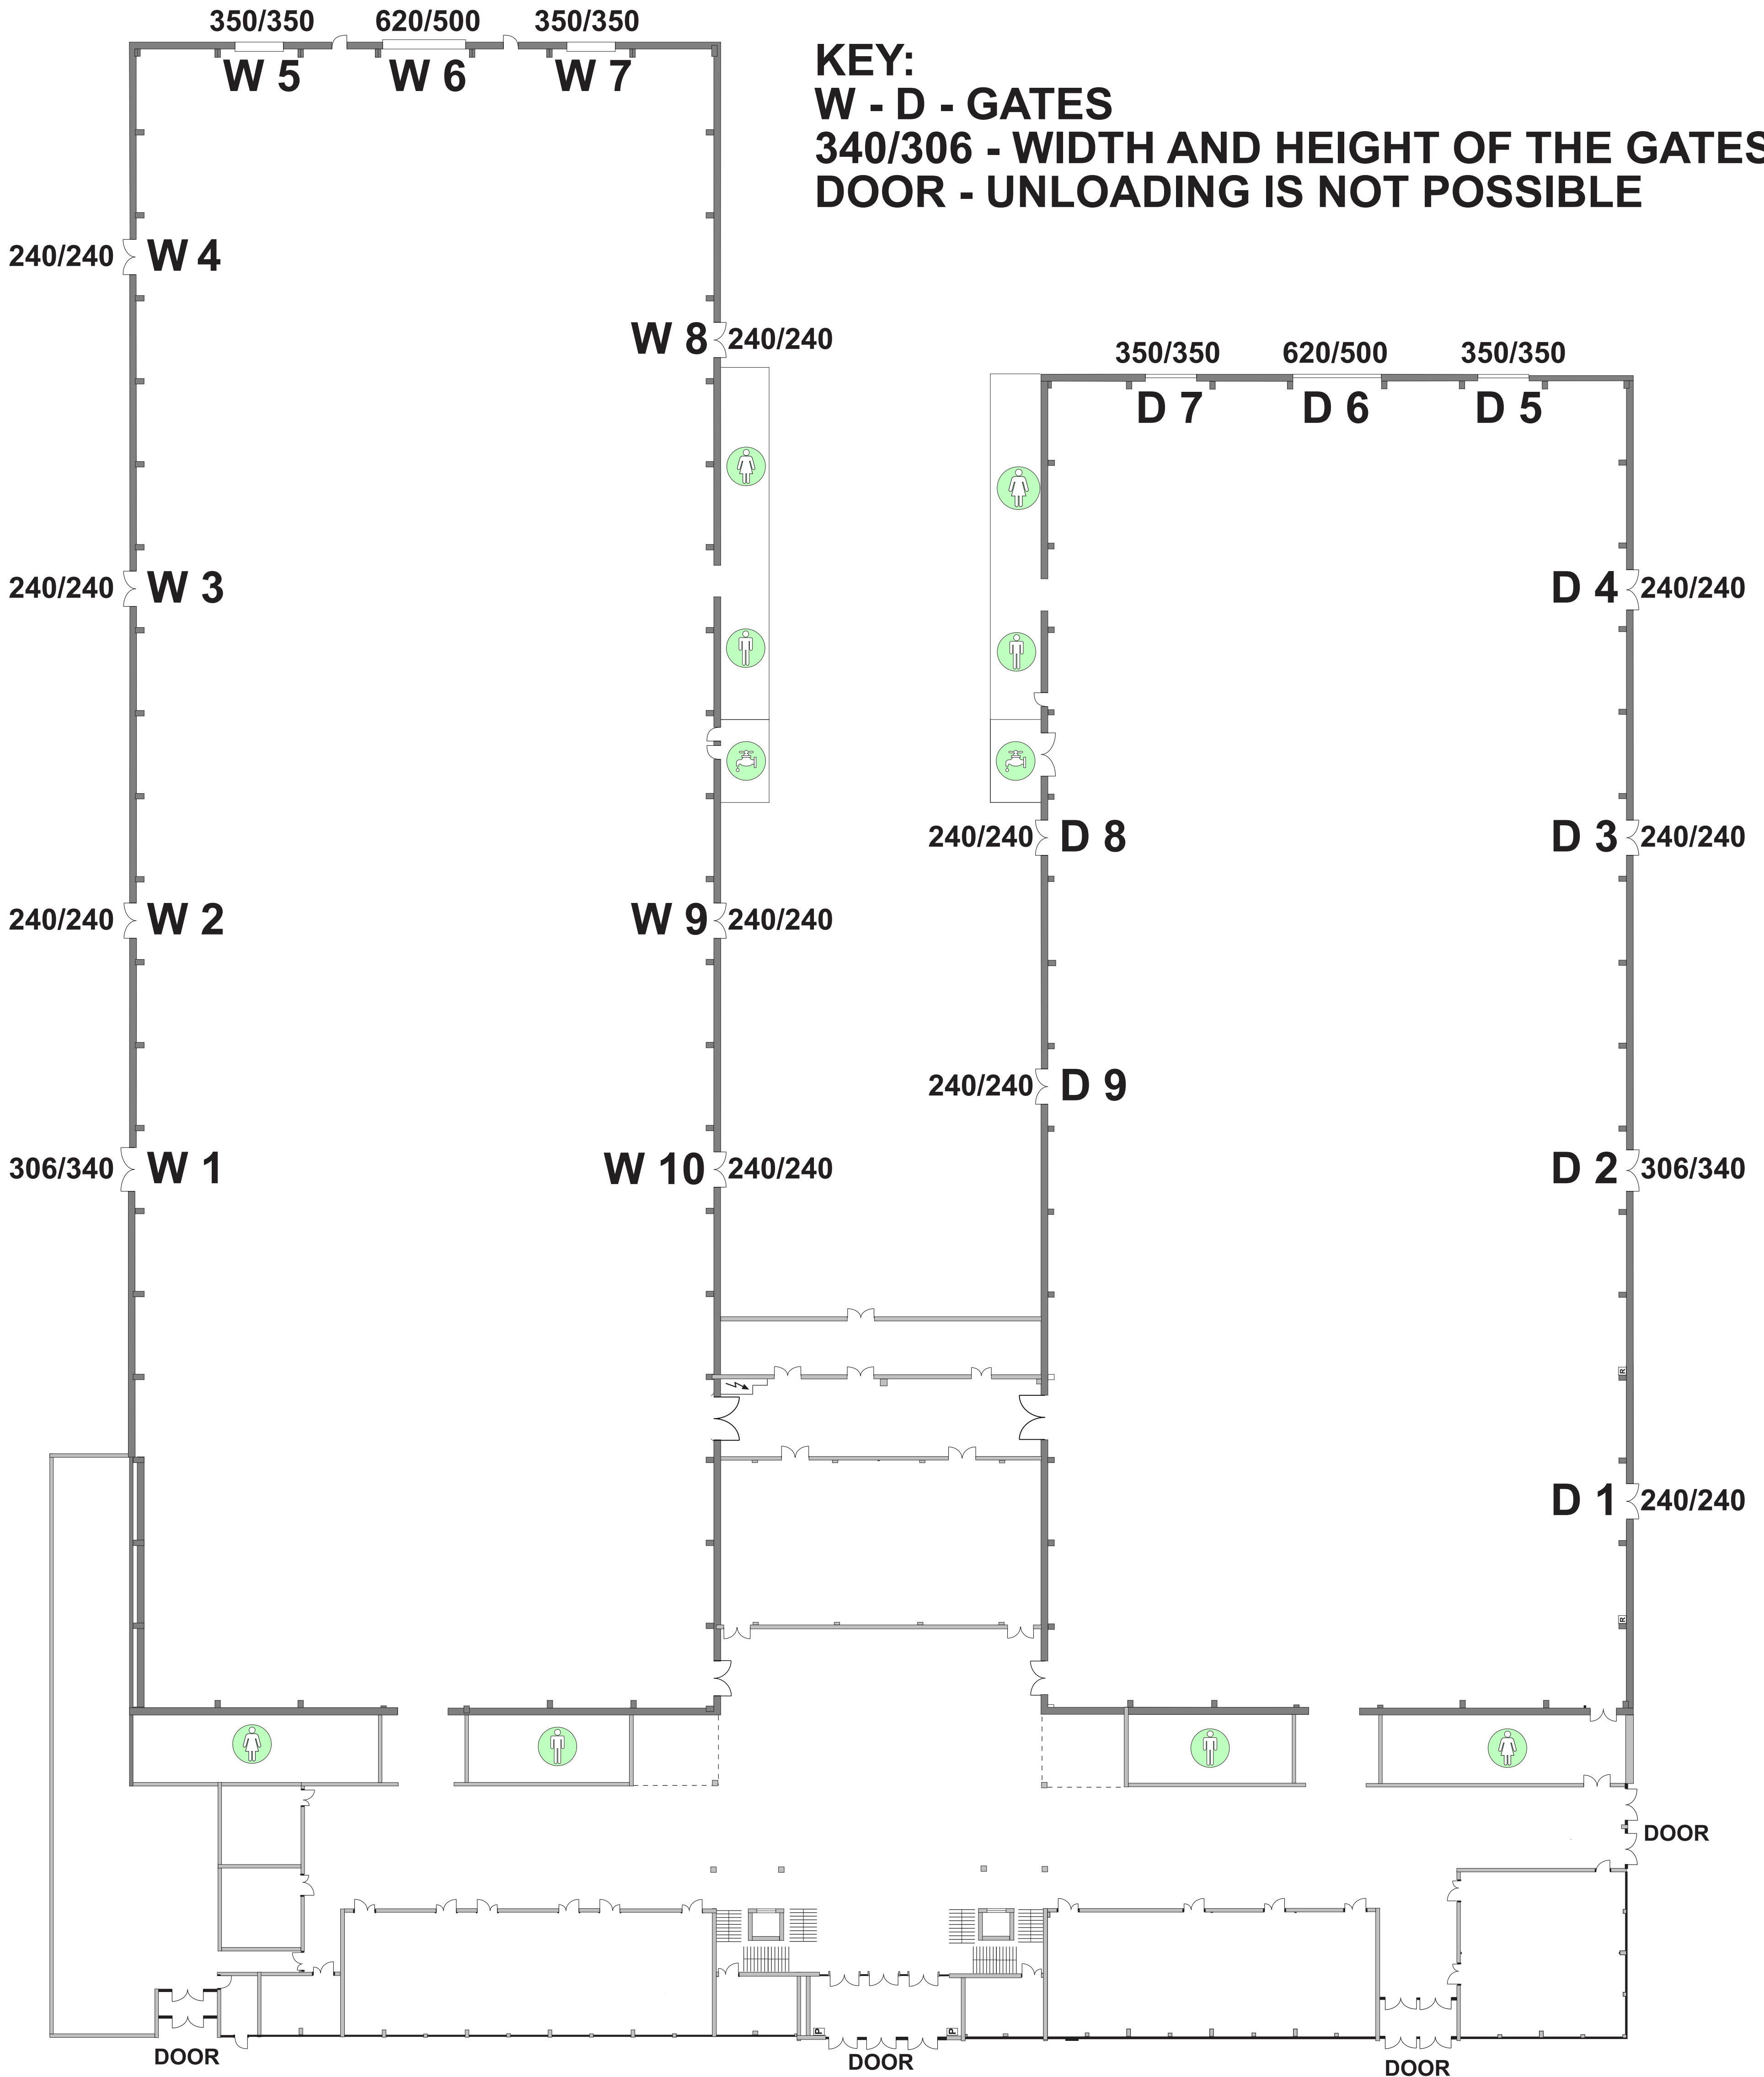 350/350 620/500 350/350
W 5 W 6 W 7
KEY:
W - D - GATES
340/306 - WIDTH AND HEIGHT OF THE GATES
DOOR - UNLOADING IS NOT POSSIBLE
240/240 W 4
W 8 240/240
350/350 620/500 350/350
D 7 D 6 D 5
240/240 W 3
D 4 240/240
240/240 D 8
D 3 240/240
240/240 W 2
W 9 240/240
240/240 D 9
306/340 W 1
W 10 240/240
D 2 306/340
R
D 1 240/240
R
DOOR
P
P
DOOR
DOOR
DOOR